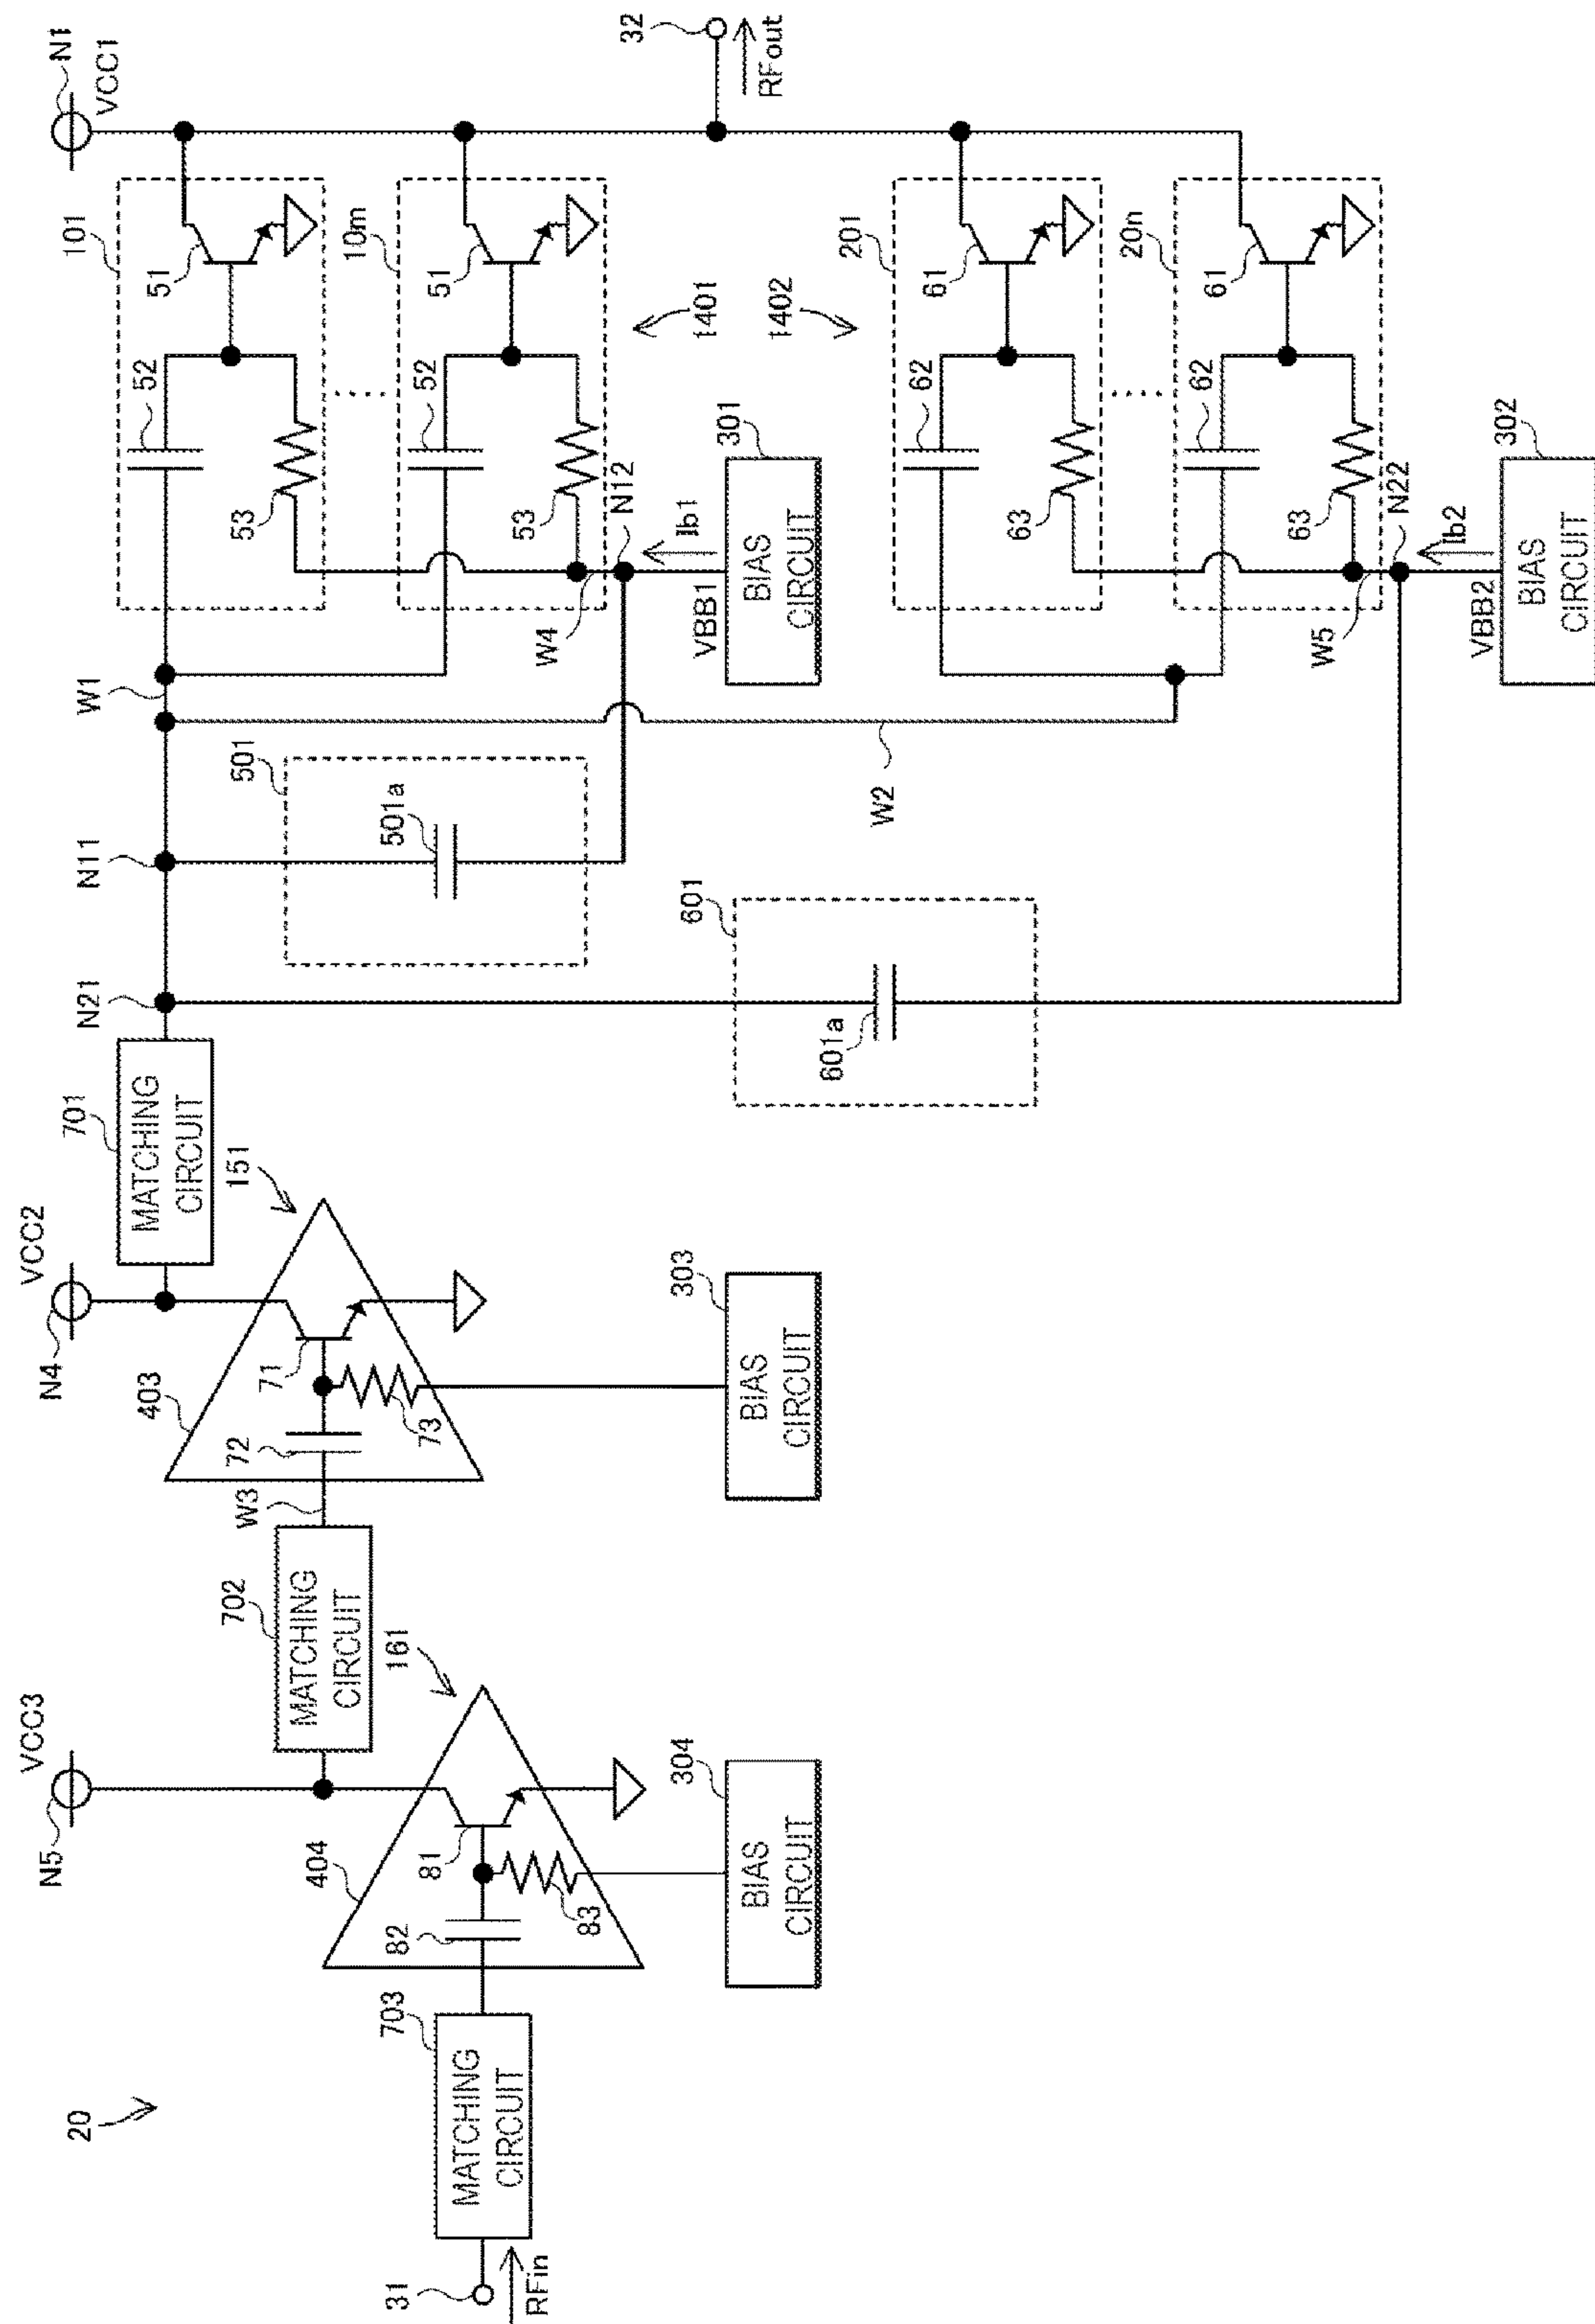 20
31
RFin
703
MATCHING
CIRCUIT
N5
VCC3
404
82
81
83
161
304
BIAS
CIRCUIT
702
MATCHING
CIRCUIT
W3
N4
VCC2
403
72
71
73
151
303
BIAS
CIRCUIT
701
MATCHING
CIRCUIT
N21
601
601a
N11
501
501a
W1
W2
101
52
51
53
10m
52
51
53
N12
W4
Ib1
VBB1
301
BIAS
CIRCUIT
1401
1402
201
62
61
63
20n
62
61
63
N22
W5
Ib2
VBB2
302
BIAS
CIRCUIT
N1
VCC1
32
RFout